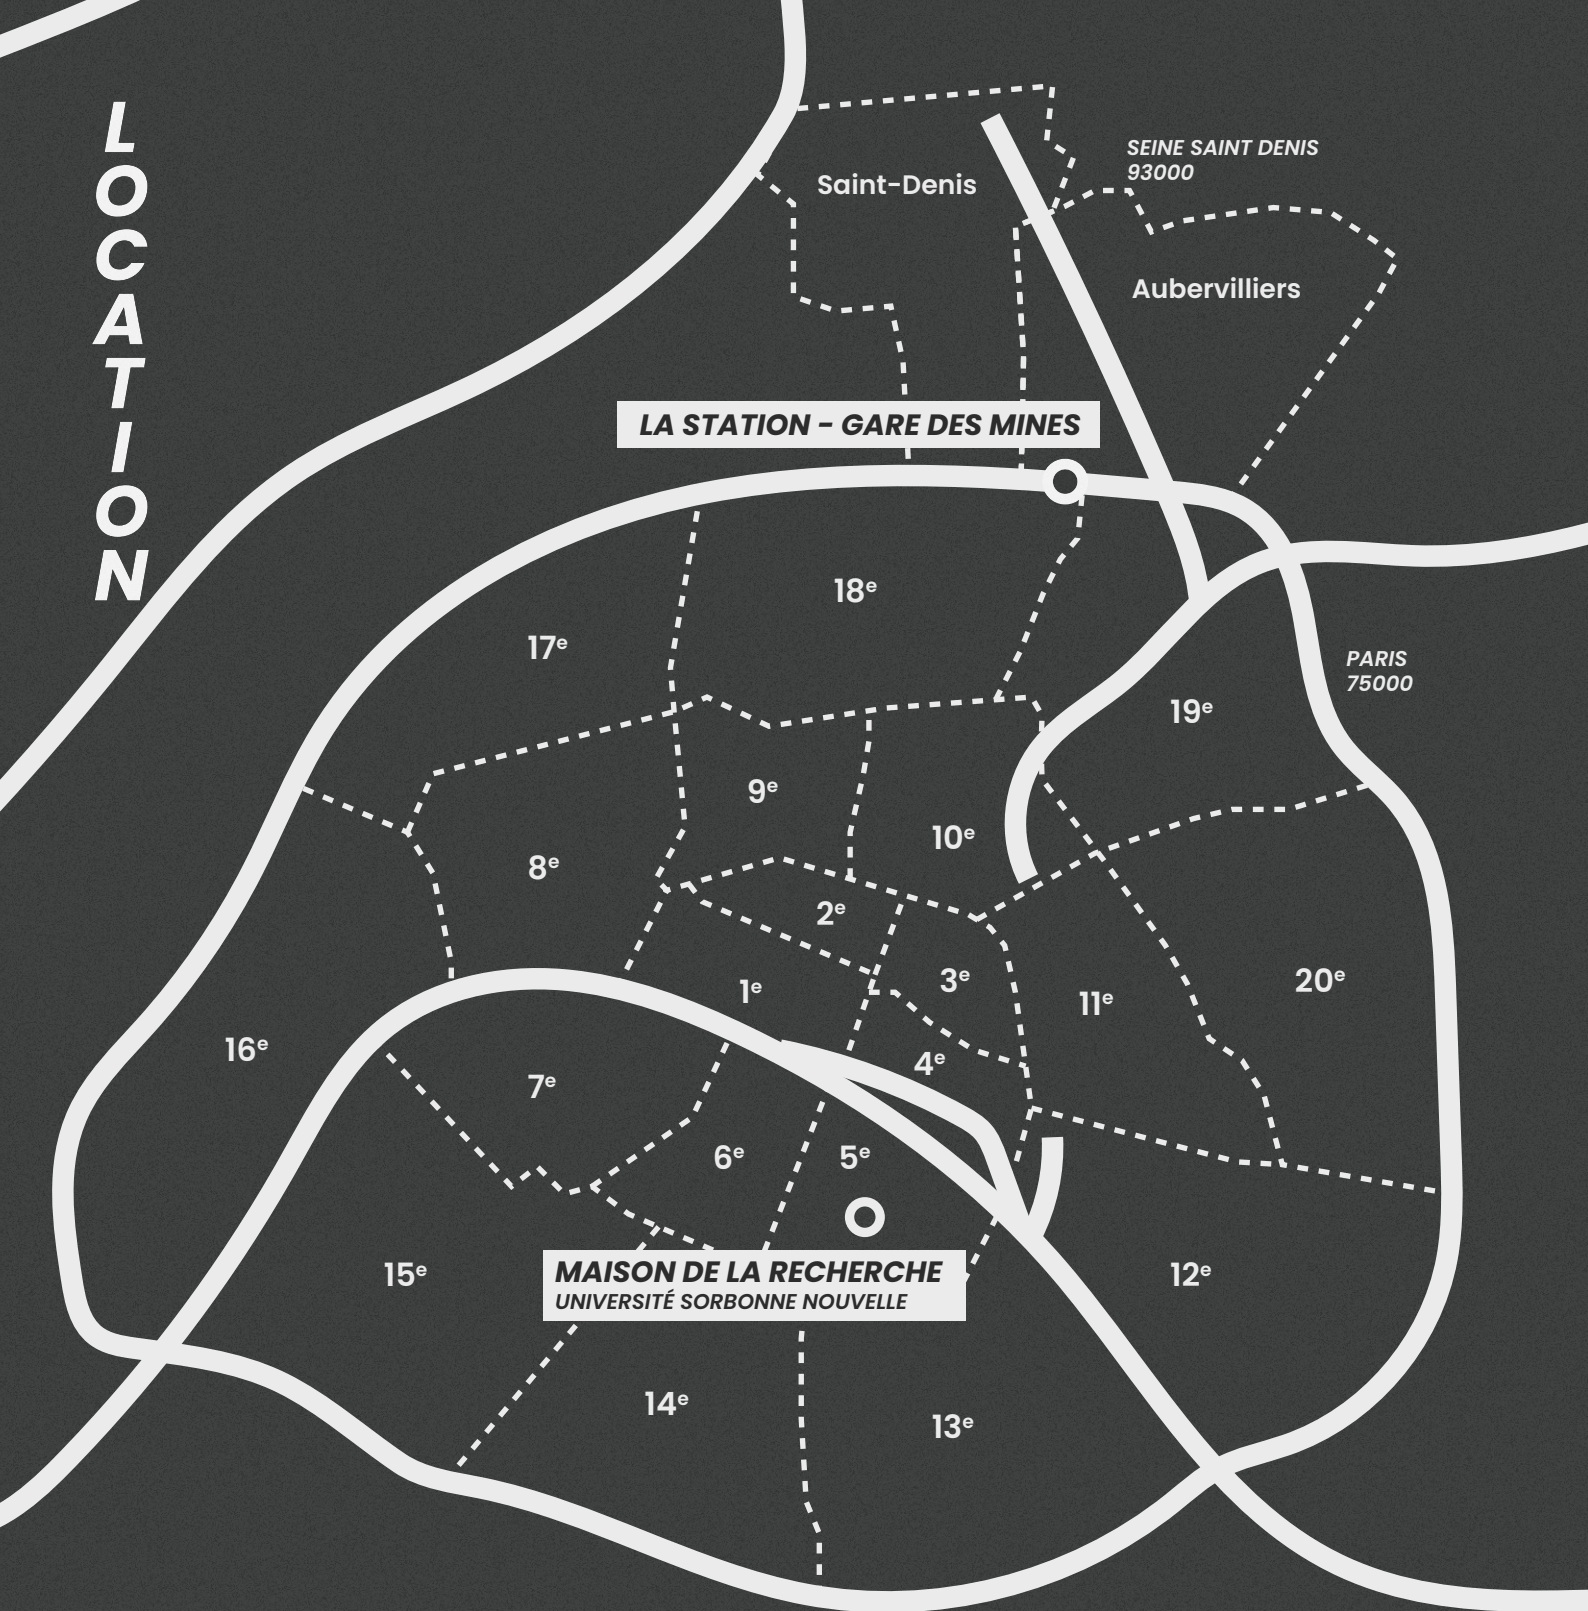 LOCATION
SEINE SAINT DENIS
93000
Saint-Denis
Aubervilliers
LA STATION - GARE DES MINES
18e
17e
PARIS
75000
19e
9e
10e
8e
2e
3e
20e
1e
11e
16e
4e
7e
6e
5e
15e
MAISON DE LA RECHERCHE
UNIVERSITÉ SORBONNE NOUVELLE
12e
14e
13e